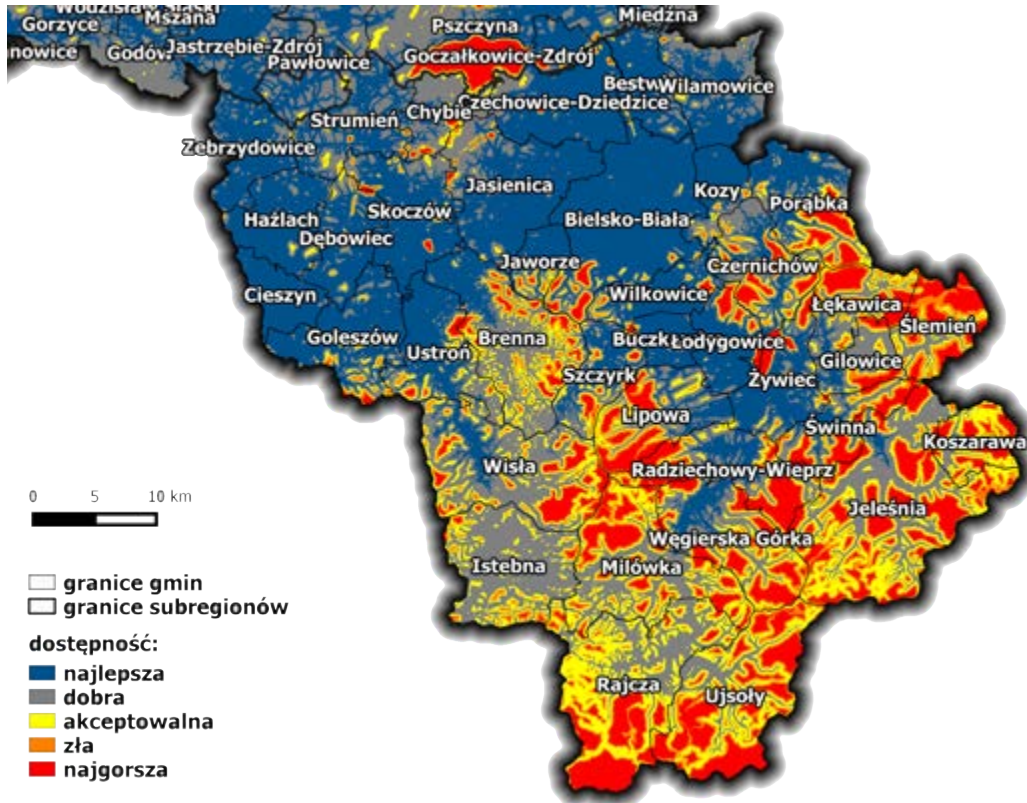 Wodzisław Śląski
Mszana
Gorzyce
Pszczyna
Miedźna
Godów
Jastrzębie-Zdrój
Pawłowice
Goczałkowice-Zdrój
Wilamowice
Chybie
Czechowice-Dziedzice
Strumień
Zebrzydowice
Jasienica
Kozy
Porąbka
Hażlach
Skoczów
Bielsko-Biała
Dębowiec
Jaworze
Czernichów
Cieszyn
Wilkowice
Łękawica
Ślemień
Goleszów
Brenna
Buczk
Łodygowice
Ustroń
Gilowice
Szczyrk
Żywiec
Lipowa
Świnna
Koszarawa
Wisła
Radziechowy-Wieprz
Jeleśnia
Węgierska Górka
Istebna
Milówka
Rajcza
Ujsoły
0 5 10 km
granice gmin
granice subregionów
dostępność:
najlepsza
dobra
akceptowalna
zła
najgorsza